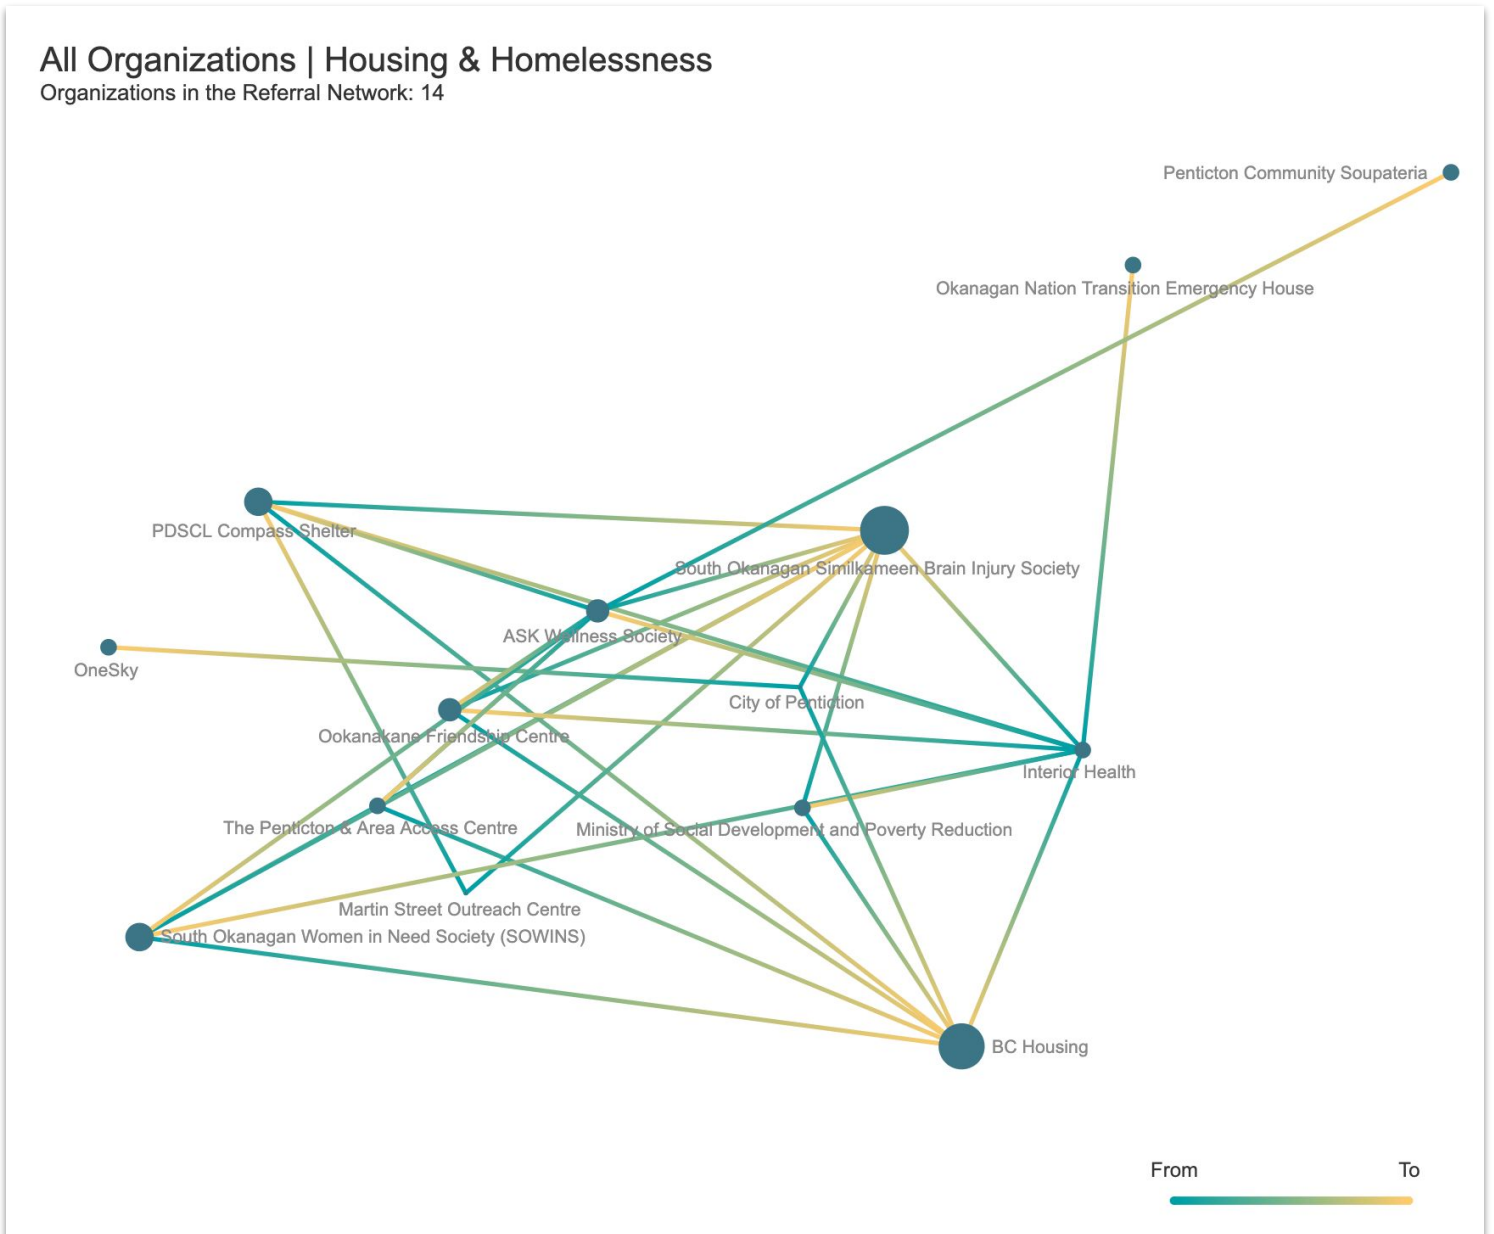 All Organizations | Housing & Homelessness
Organizations in the Referral Network: 14
Penticton Community Soupateria
Okanagan Nation Transition Emergency House
PDSCL Compass Shelter
South Okanagan Similkameen Brain Injury Society
ASK Wellness Society
OneSky
City of Pentiction
Ookanakane Friendship Centre
Interior Health
The Penticton & Area Access Centre
Ministry of Social Development and Poverty Reduction
Martin Street Outreach Centre
South Okanagan Women in Need Society (SOWINS)
BC Housing
From To